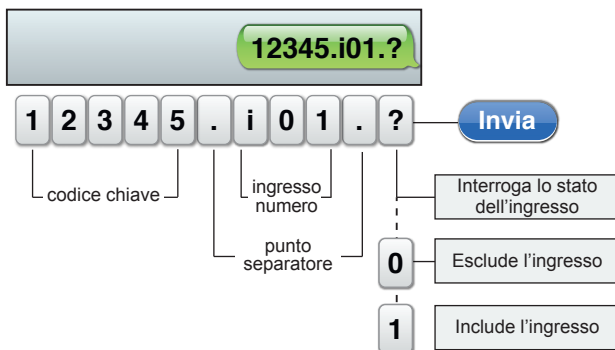 12345.i01.?
1 2 3 4 5 . i 0 1 . ?
Invia
codice chiave
ingresso
numero
punto
separatore
Interroga lo stato
dell'ingresso
0
Esclude l'ingresso
1
Include l'ingresso